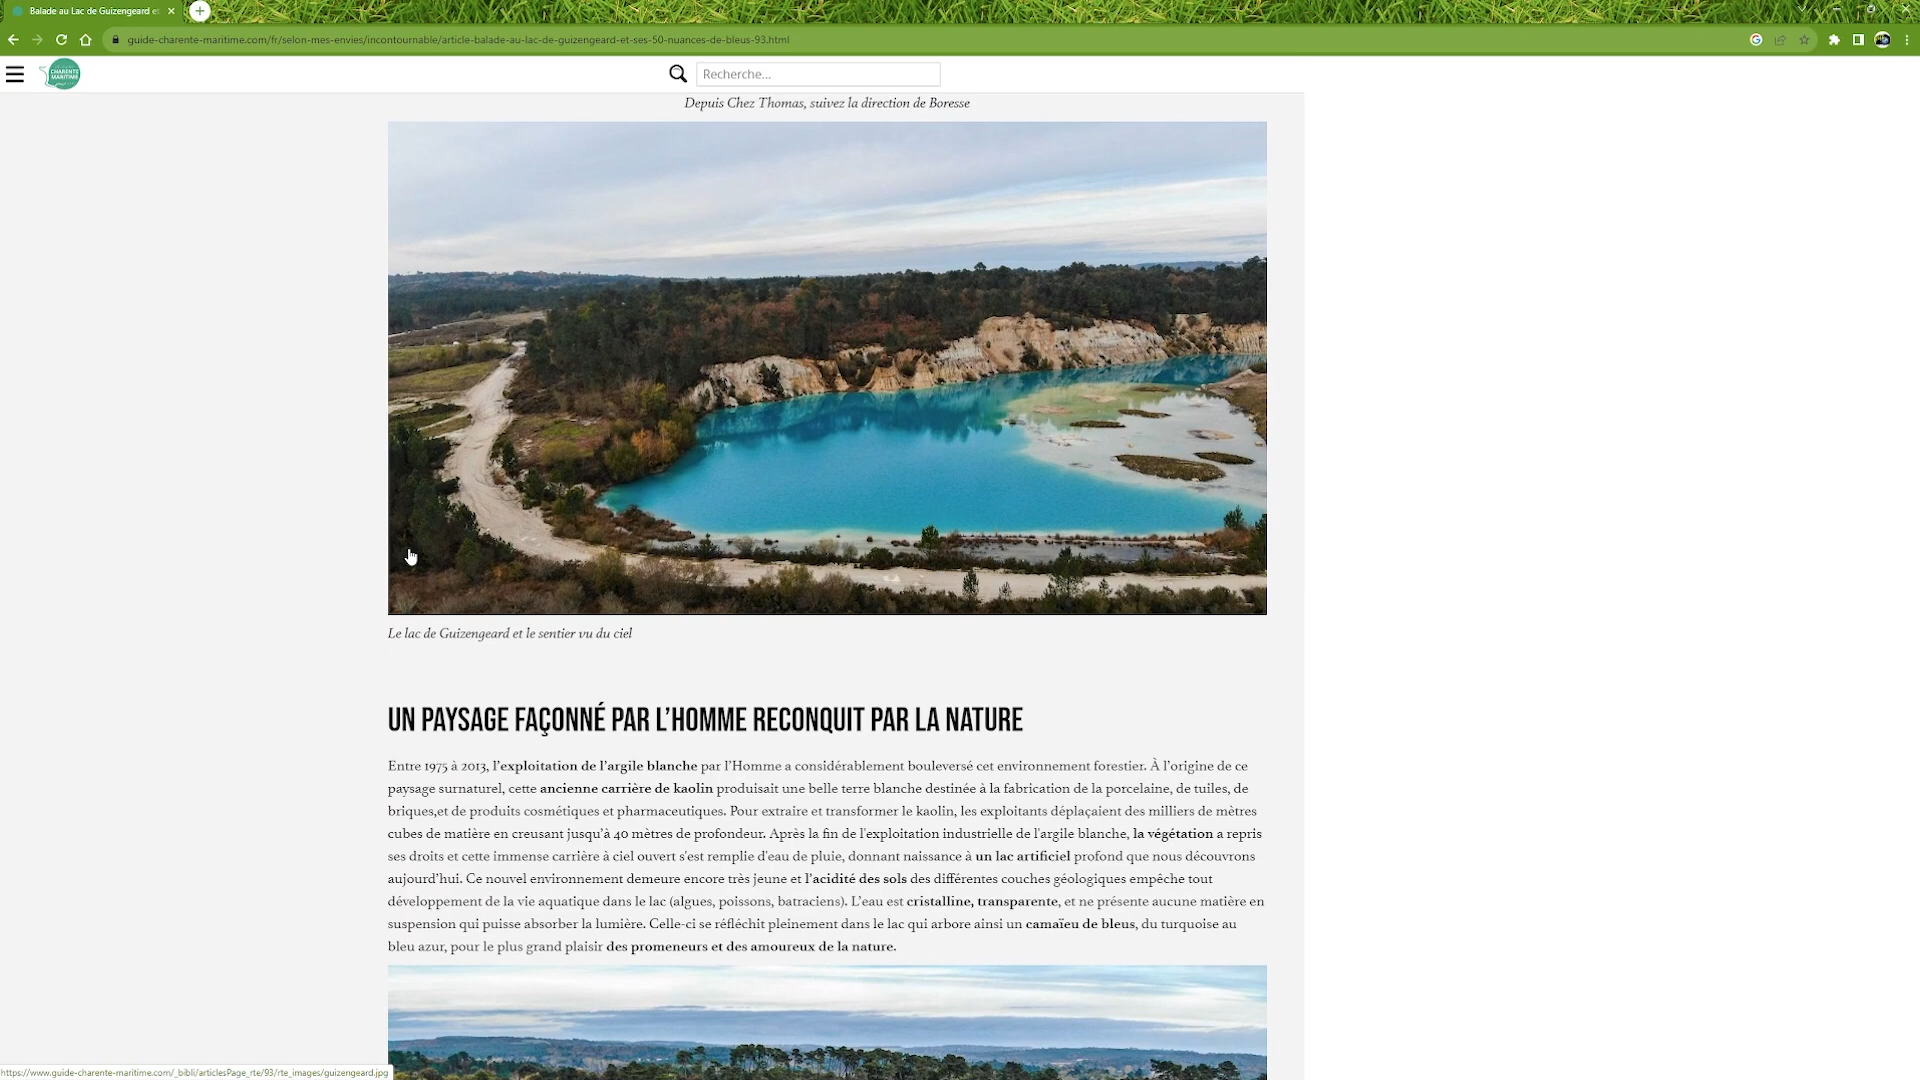 Balade au Lac de Guizengeard et
guide-charente-maritime.com/fr/selon-mes-envies/incontournable/article-balade-au-lac-de-guizengeard-et-ses-50-nuances-de-bleus-93.html
CHARENTE
MARITIME
Recherche...
Depuis Chez Thomas, suivez la direction de Boresse
Le lac de Guizengeard et le sentier vu du ciel
UN PAYSAGE FAÇONNÉ PAR L’HOMME RECONQUIT PAR LA NATURE
Entre 1975 à 2013, l’exploitation de l’argile blanche par l’Homme a considérablement bouleversé cet environnement forestier. À l’origine de ce
paysage surnaturel, cette ancienne carrière de kaolin produisait une belle terre blanche destinée à la fabrication de la porcelaine, de tuiles, de
briques,et de produits cosmétiques et pharmaceutiques. Pour extraire et transformer le kaolin, les exploitants déplaçaient des milliers de mètres
cubes de matière en creusant jusqu’à 40 mètres de profondeur. Après la fin de l'exploitation industrielle de l'argile blanche, la végétation a repris
ses droits et cette immense carrière à ciel ouvert s'est remplie d'eau de pluie, donnant naissance à un lac artificiel profond que nous découvrons
aujourd’hui. Ce nouvel environnement demeure encore très jeune et l’acidité des sols des différentes couches géologiques empêche tout
développement de la vie aquatique dans le lac (algues, poissons, batraciens). L’eau est cristalline, transparente, et ne présente aucune matière en
suspension qui puisse absorber la lumière. Celle-ci se réfléchit pleinement dans le lac qui arbore ainsi un camaïeu de bleus, du turquoise au
bleu azur, pour le plus grand plaisir des promeneurs et des amoureux de la nature.
https://www.guide-charente-maritime.com/_bibli/articlesPage_rte/93/rte_images/guizengeard.jpg